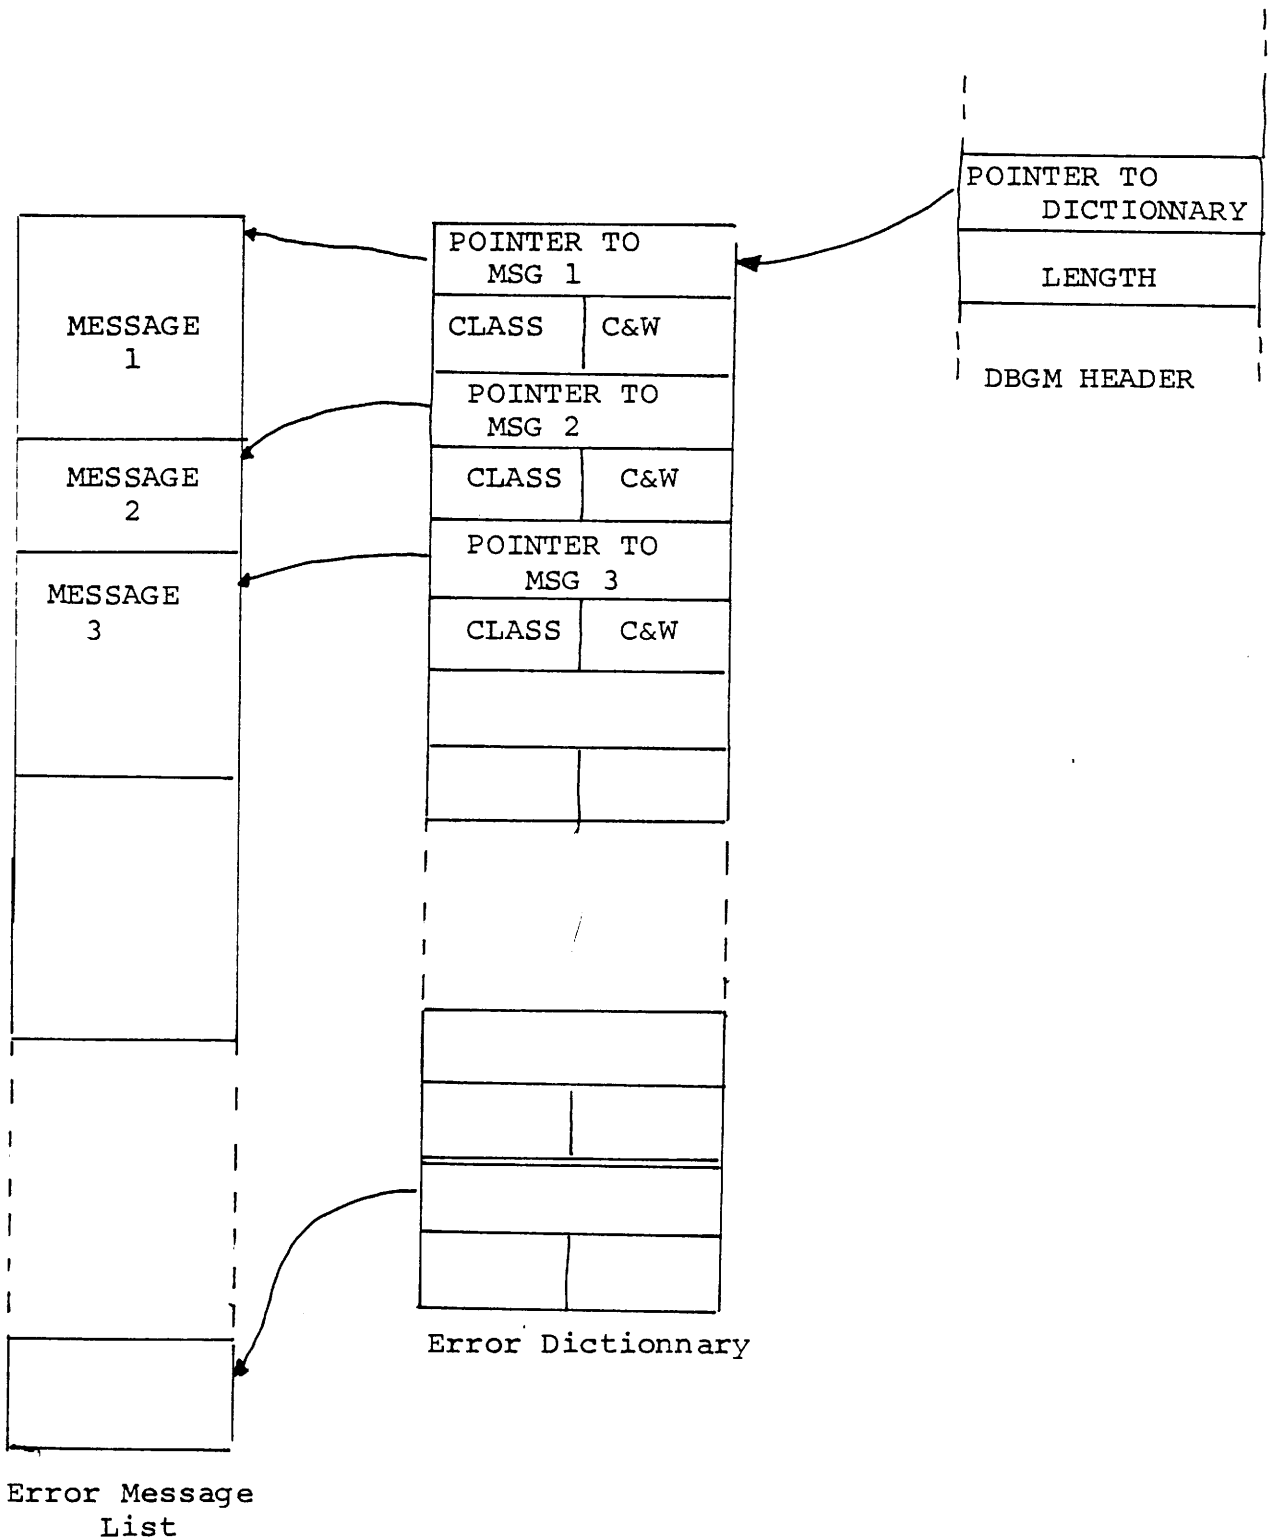 POINTER TO
DICTIONNARY
LENGTH
DBGM HEADER
POINTER TO
MSG 1
CLASS C&W
POINTER TO
MSG 2
CLASS C&W
POINTER TO
MSG 3
CLASS C&W
Error Dictionnary
MESSAGE
1
MESSAGE
2
MESSAGE
3
Error Message
List